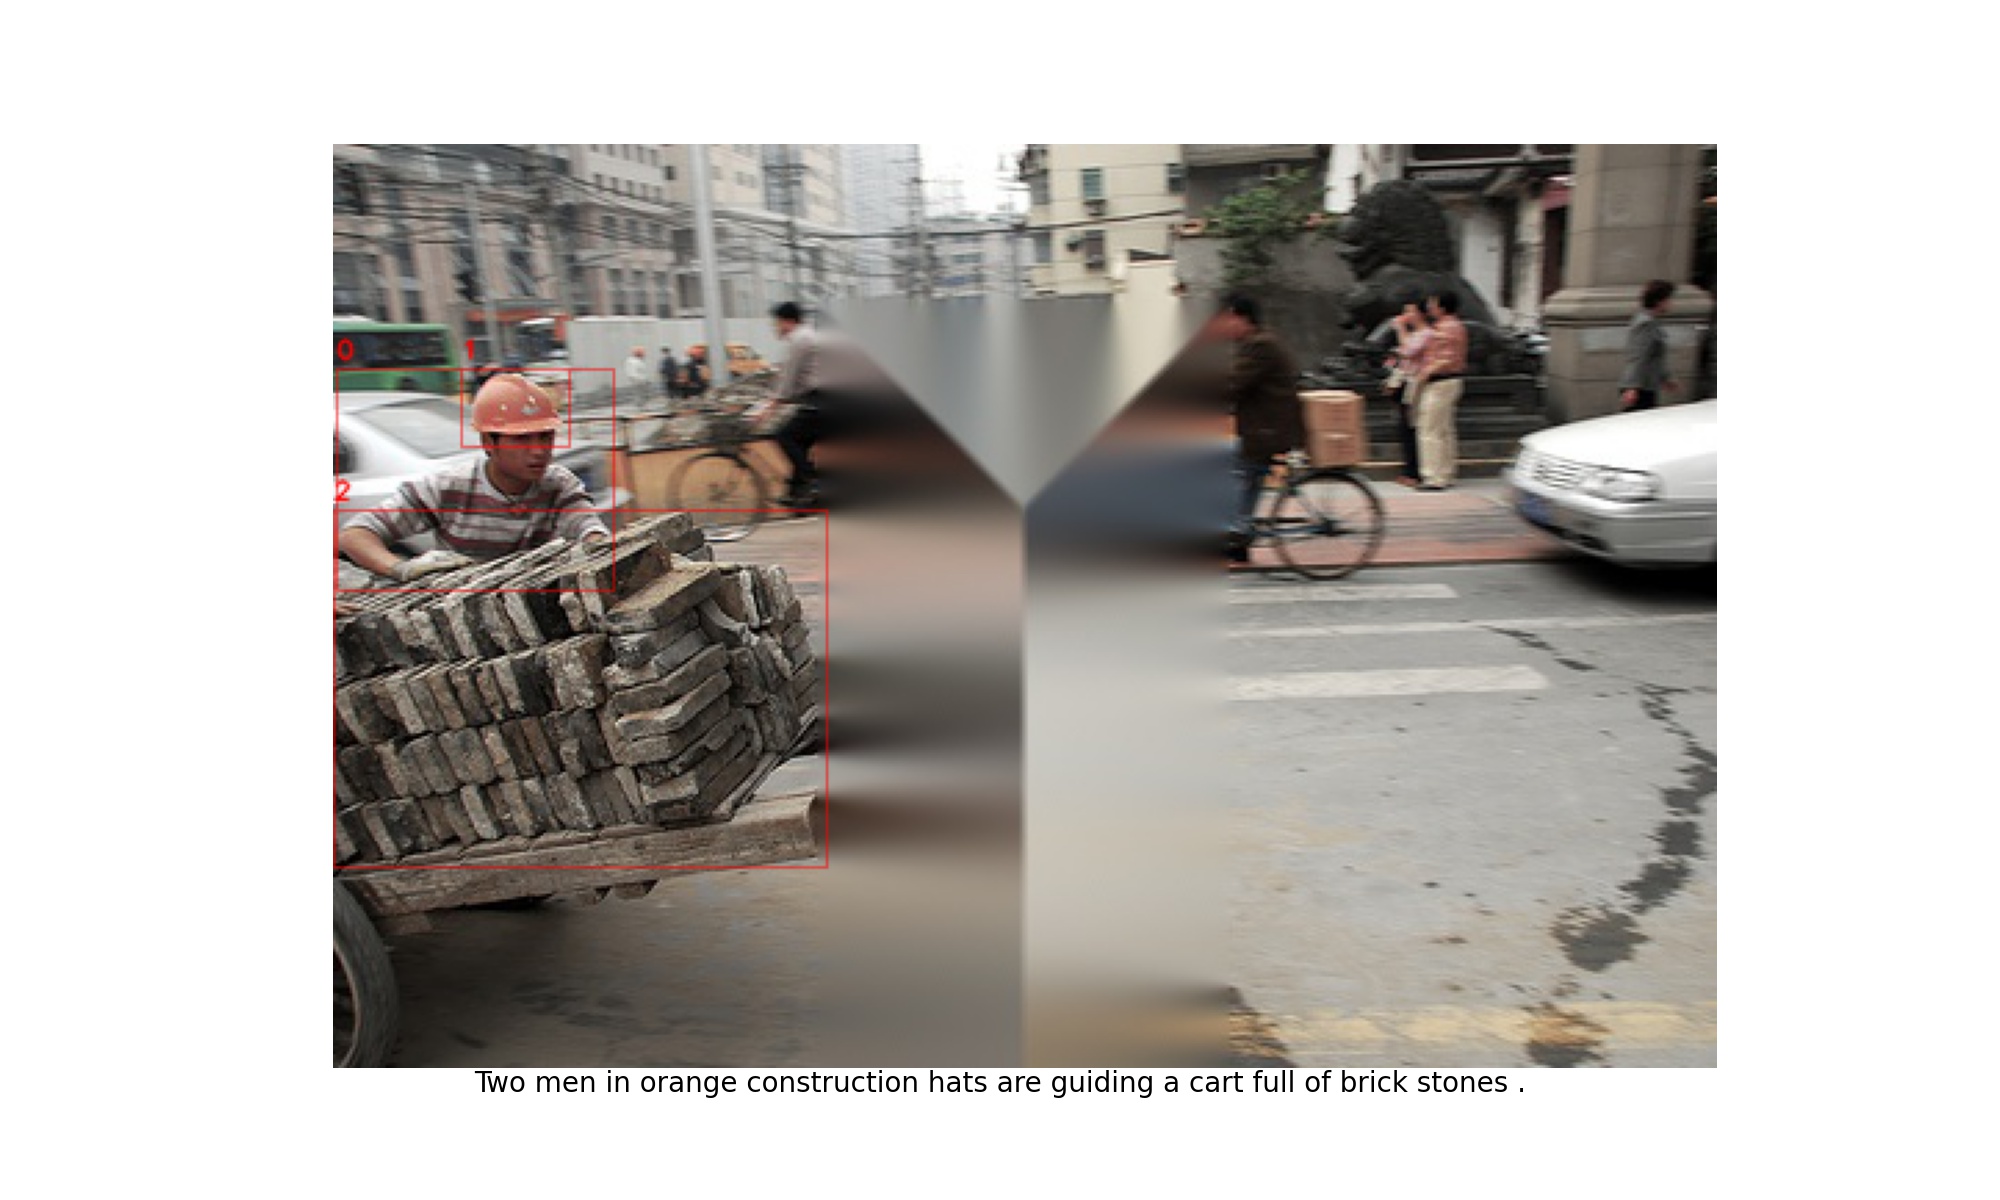 0
1
2
Two men in orange construction hats are guiding a cart full of brick stones .